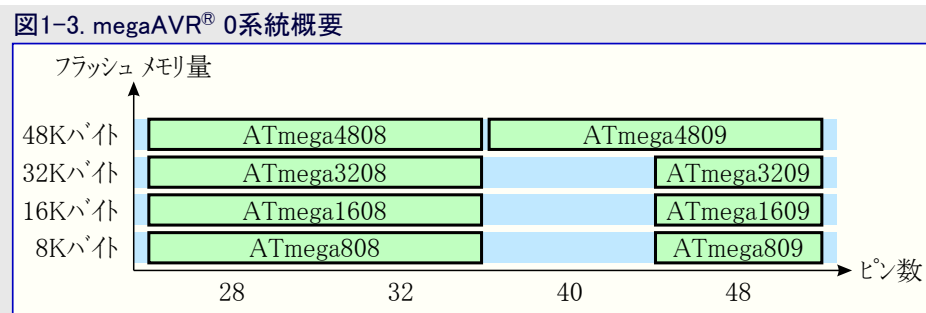 図1-3. megaAVR® 0系統概要
フラッシュ メモリ量
48Kバイト ATmega4808 ATmega4809
32Kバイト ATmega3208 ATmega3209
16Kバイト ATmega1608 ATmega1609
8Kバイト ATmega808 ATmega809
ピン数
28 32 40 48